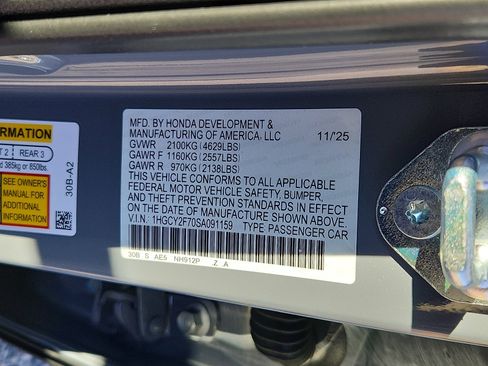 FORMATION
T 2 | REAR 3
d 385kg or 850lbs.
SEE OWNER'S
MANUAL FOR
ADDITIONAL
INFORMATION
30B-A2
MFD. BY HONDA DEVELOPMENT &
MANUFACTURING OF AMERICA, LLC 11/'25
GVWR 2100KG (4629LBS)
GAWR F 1160KG (2557LBS)
GAWR R 970KG (2138LBS)
THIS VEHICLE CONFORMS TO ALL APPLICABLE
FEDERAL MOTOR VEHICLE SAFETY, BUMPER,
AND THEFT PREVENTION STANDARDS IN EFFECT
ON THE DATE OF MANUFACTURE SHOWN ABOVE.
V.I.N.: 1HGCY2F70SA091159 TYPE PASSENGER CAR
30B S AE5 NH912P Z A